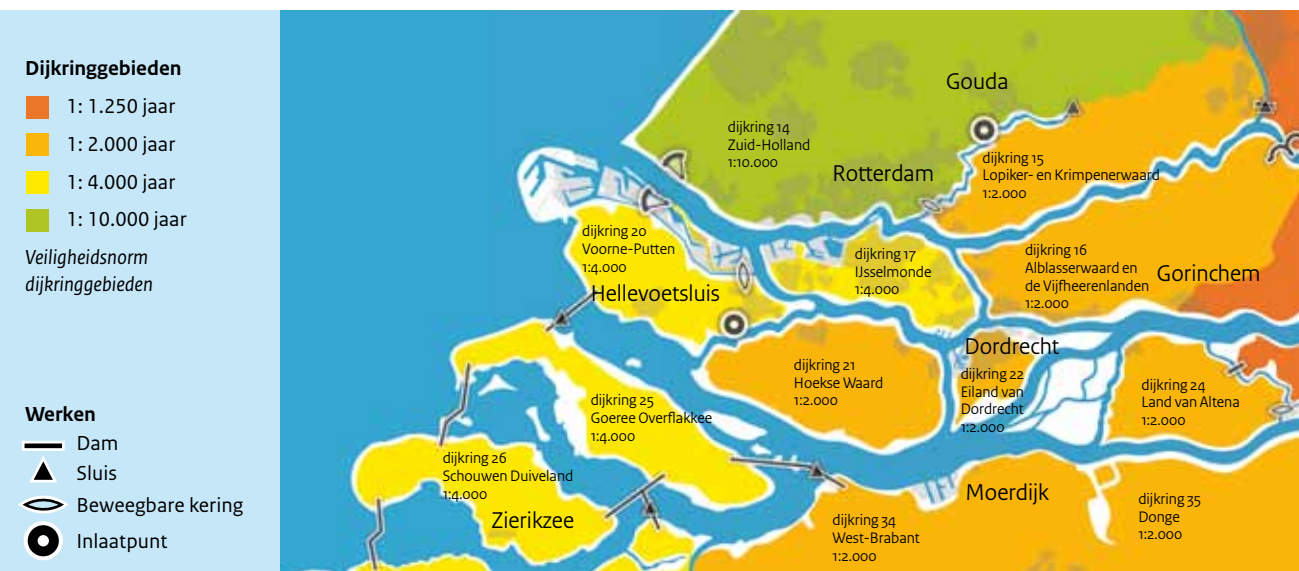 Dijkringgebieden
1: 1.250 jaar
1: 2.000 jaar
1: 4.000 jaar
1: 10.000 jaar
Veiligheidsnorm
dijkringgebieden
Werken
Dam
Sluis
Beweegbare kering
Inlaatpunt
Gouda
dijkring 14
Zuid-Holland
1:10.000
Rotterdam
dijkring 15
Lopiker- en Krimpenerwaard
1:2.000
dijkring 20
Voorne-Putten
1:4.000
dijkring 17
IJsselmonde
1:4.000
dijkring 16
Alblasserwaard en
de Vijfheerenlanden
1:2.000
Gorinchem
Hellevoetsluis
Dordrecht
dijkring 21
Hoekse Waard
1:2.000
dijkring 22
Eiland van
Dordrecht
1:2.000
dijkring 24
Land van Altena
1:2.000
dijkring 25
Goeree Overflakkee
1:4.000
dijkring 26
Schouwen Duiveland
1:4.000
Zierikzee
Moerdijk
dijkring 34
West-Brabant
1:2.000
dijkring 35
Donge
1:2.000